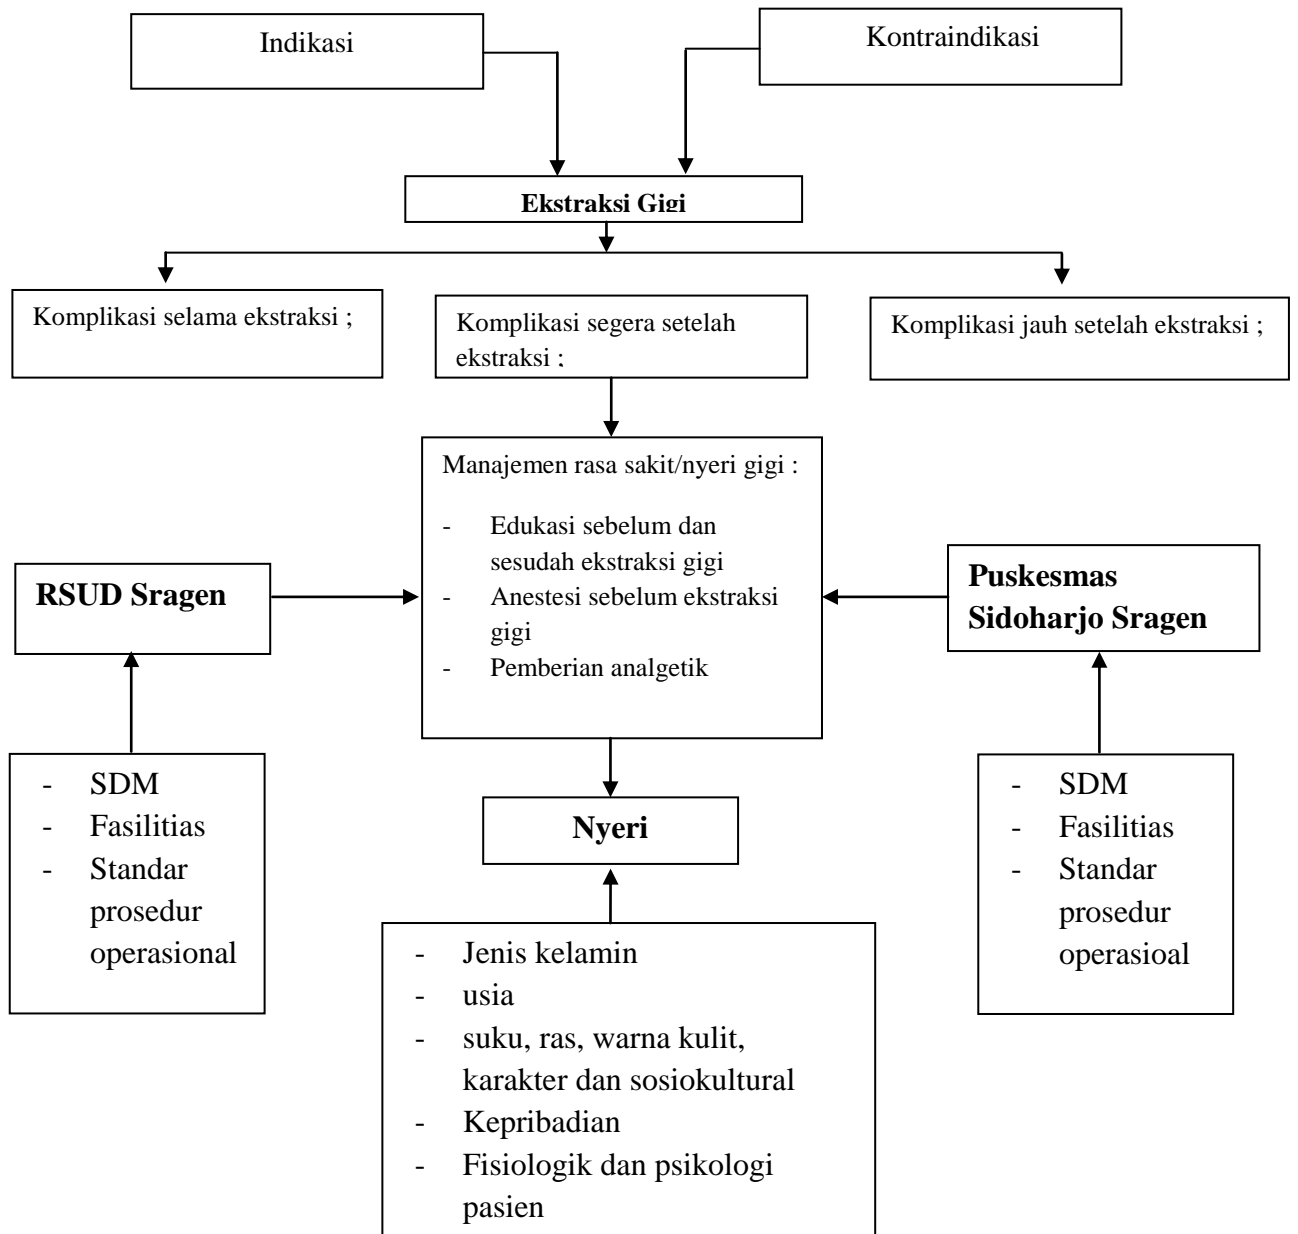 Indikasi
Kontraindikasi
Ekstraksi Gigi
Komplikasi selama ekstraksi ;
Komplikasi segera setelah
ekstraksi ;
Komplikasi jauh setelah ekstraksi ;
Manajemen rasa sakit/nyeri gigi :
- Edukasi sebelum dan
sesudah ekstraksi gigi
- Anestesi sebelum ekstraksi
gigi
- Pemberian analgetik
RSUD Sragen
Puskesmas
Sidoharjo Sragen
- SDM
- Fasilitias
- Standar
prosedur
operasional
Nyeri
- SDM
- Fasilitias
- Standar
prosedur
operasioal
- Jenis kelamin
- usia
- suku, ras, warna kulit,
karakter dan sosiokultural
- Kepribadian
- Fisiologik dan psikologi
pasien